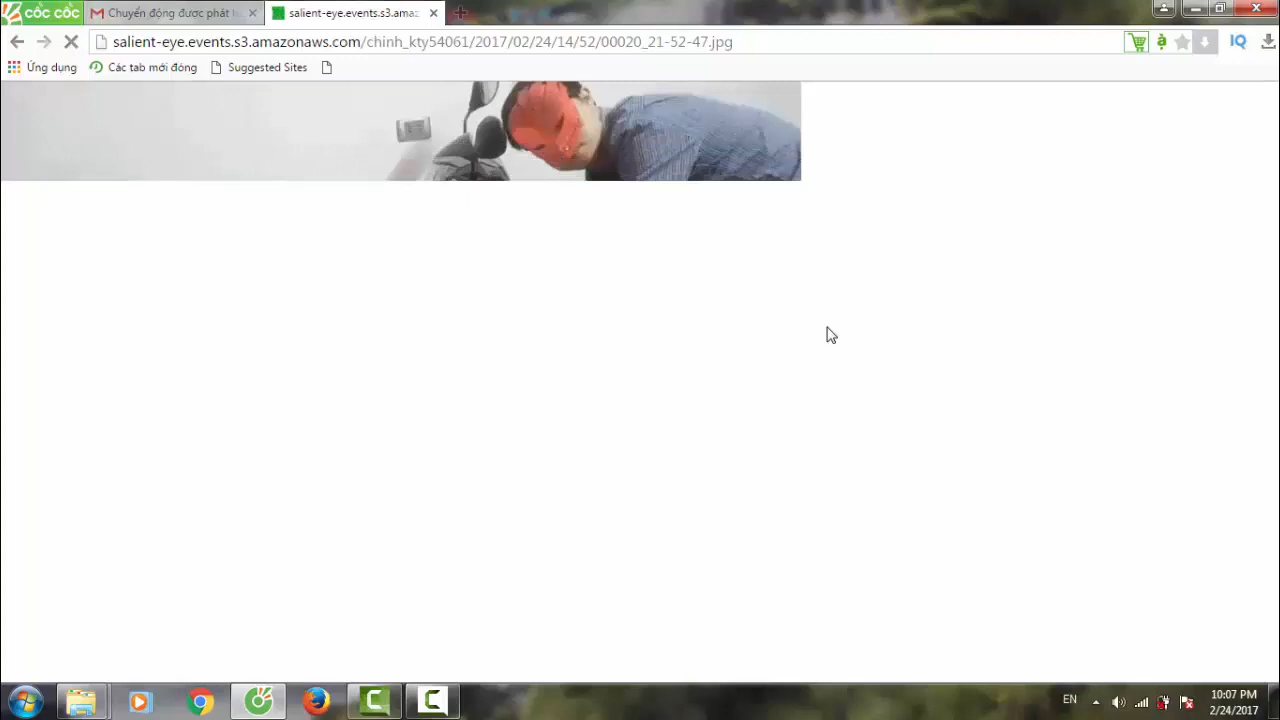 cốc cốc
Chuyển động được phát h
salient-eye.events.s3.amaz
salient-eye.events.s3.amazonaws.com/chinh_kty54061/2017/02/24/14/52/00020_21-52-47.jpg
IQ
Ứng dụng
Các tab mới đóng
Suggested Sites
EN
10:07 PM
2/24/2017